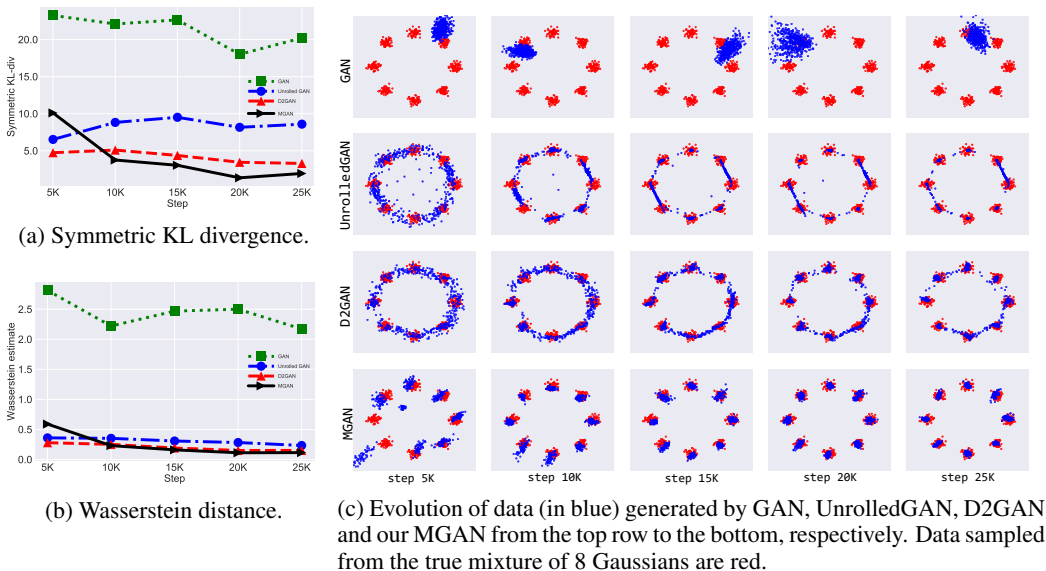 20.0
15.0
10.0
5.0
Symmetric KL-div
GAN
Unrolled GAN
D2GAN
MGAN
5K 10K 15K 20K 25K
Step
(a) Symmetric KL divergence.
2.5
2.0
1.5
1.0
0.5
0.0
Wasserstein estimate
GAN
Unrolled GAN
D2GAN
MGAN
5K 10K 15K 20K 25K
Step
(b) Wasserstein distance.
GAN
UnrolledGAN
D2GAN
MGAN
step 5K step 10K step 15K step 20K step 25K
(c) Evolution of data (in blue) generated by GAN, UnrolledGAN, D2GAN
and our MGAN from the top row to the bottom, respectively. Data sampled
from the true mixture of 8 Gaussians are red.